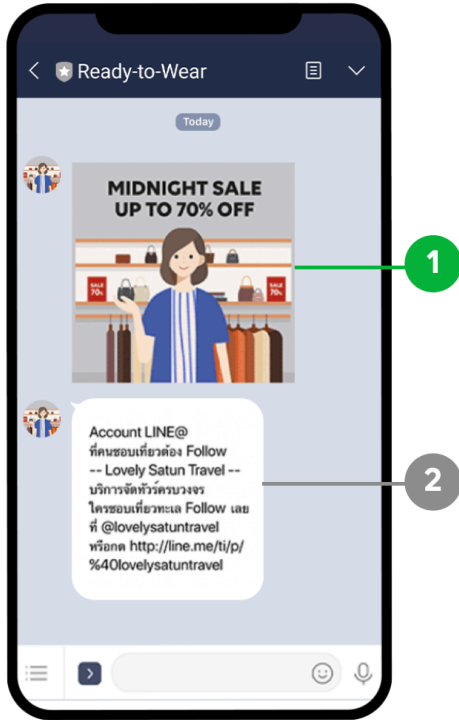 Ready-to-Wear
Today
MIDNIGHT SALE
UP TO 70% OFF
SALE
70%
SALE
70%
1
Account LINE@
ที่คนชอบเที่ยวต้อง Follow
-- Lovely Satun Travel --
บริการจัดทัวร์ครบวงจร
ใครชอบเที่ยวทะเล Follow เลย
ที่ @lovelysatuntravel
หรือกด http://line.me/ti/p/
%40lovelysatuntravel
2